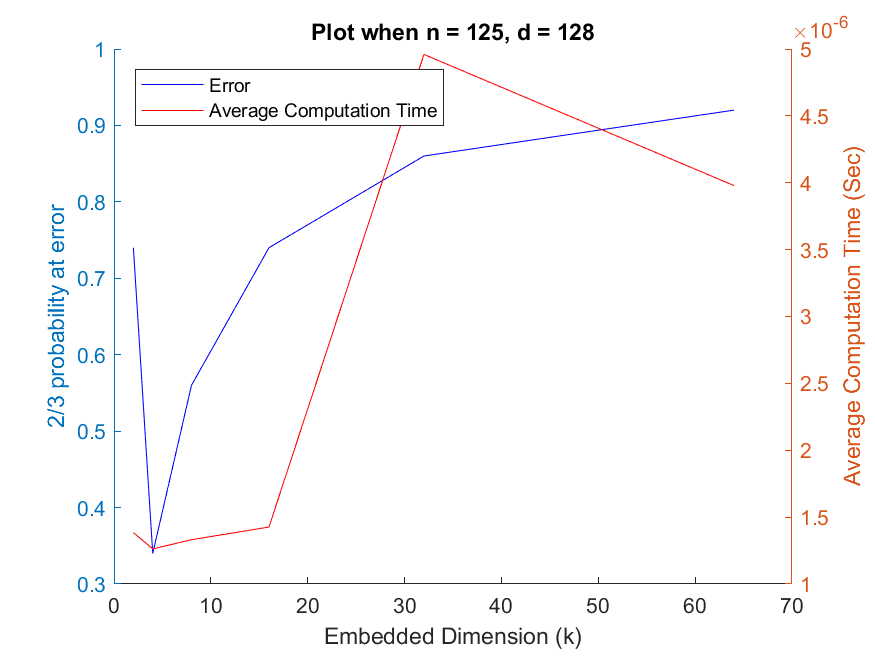 Plot when n = 125, d = 128
×10-6
Error
Average Computation Time
1
0.9
0.8
0.7
0.6
0.5
0.4
0.3
2/3 probability at error
5
4.5
4
3.5
3
2.5
2
1.5
1
Average Computation Time (Sec)
0 10 20 30 40 50 60 70
Embedded Dimension (k)